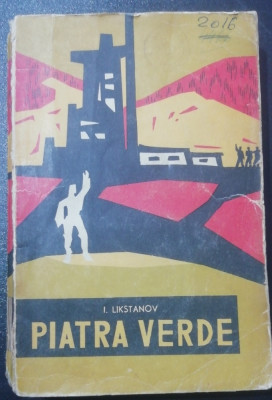 2016
I. LIKSTANOV
PIATRA VERDE